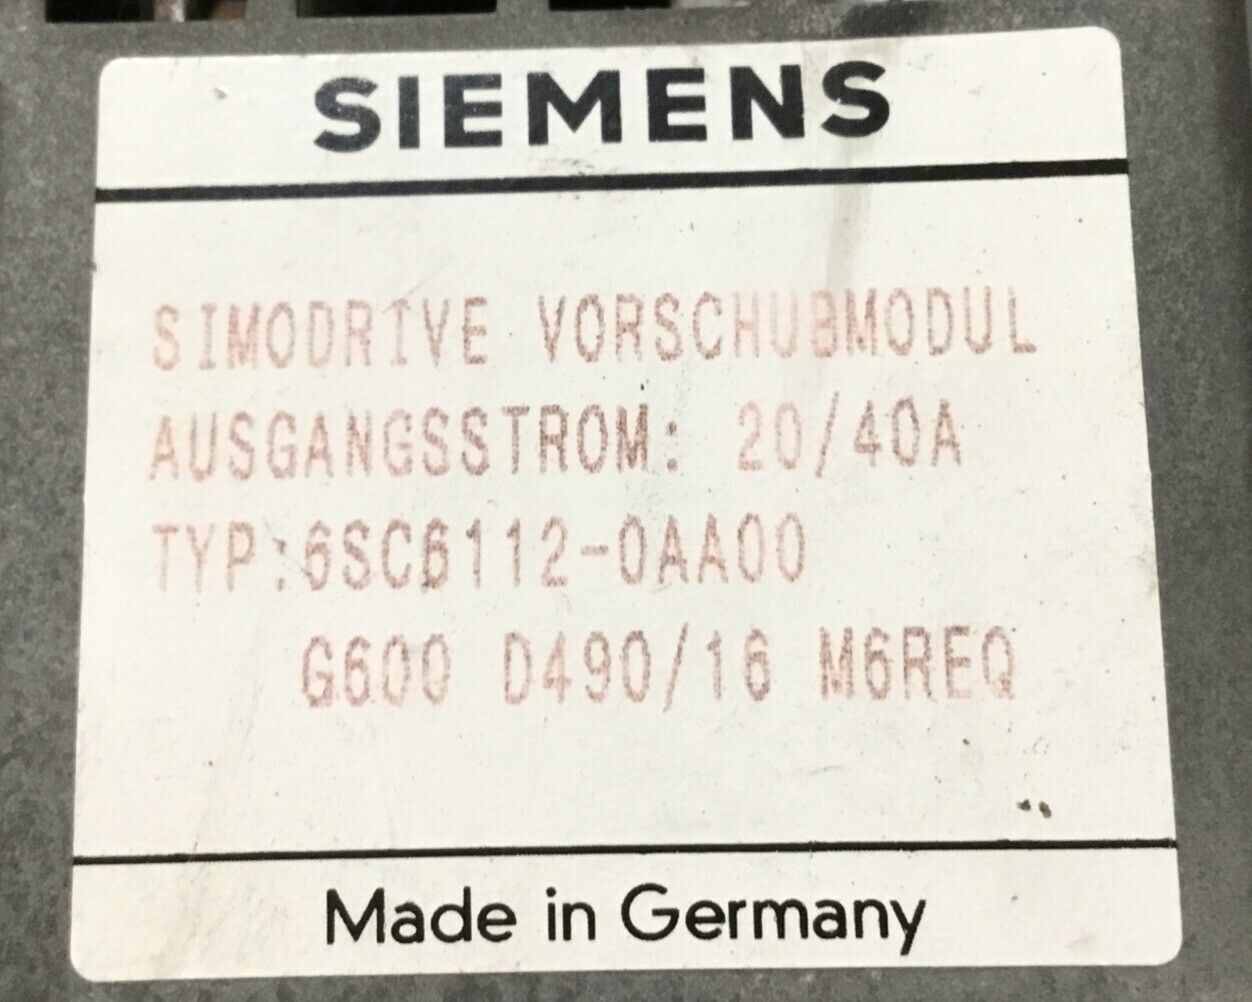 SIEMENS
SIMODRIVE VORSCHUBMODUL
AUSGANGSSTROM: 20/40A
TYP:6SC6112-0AA00
G600 D490/16 M6REQ
Made in Germany